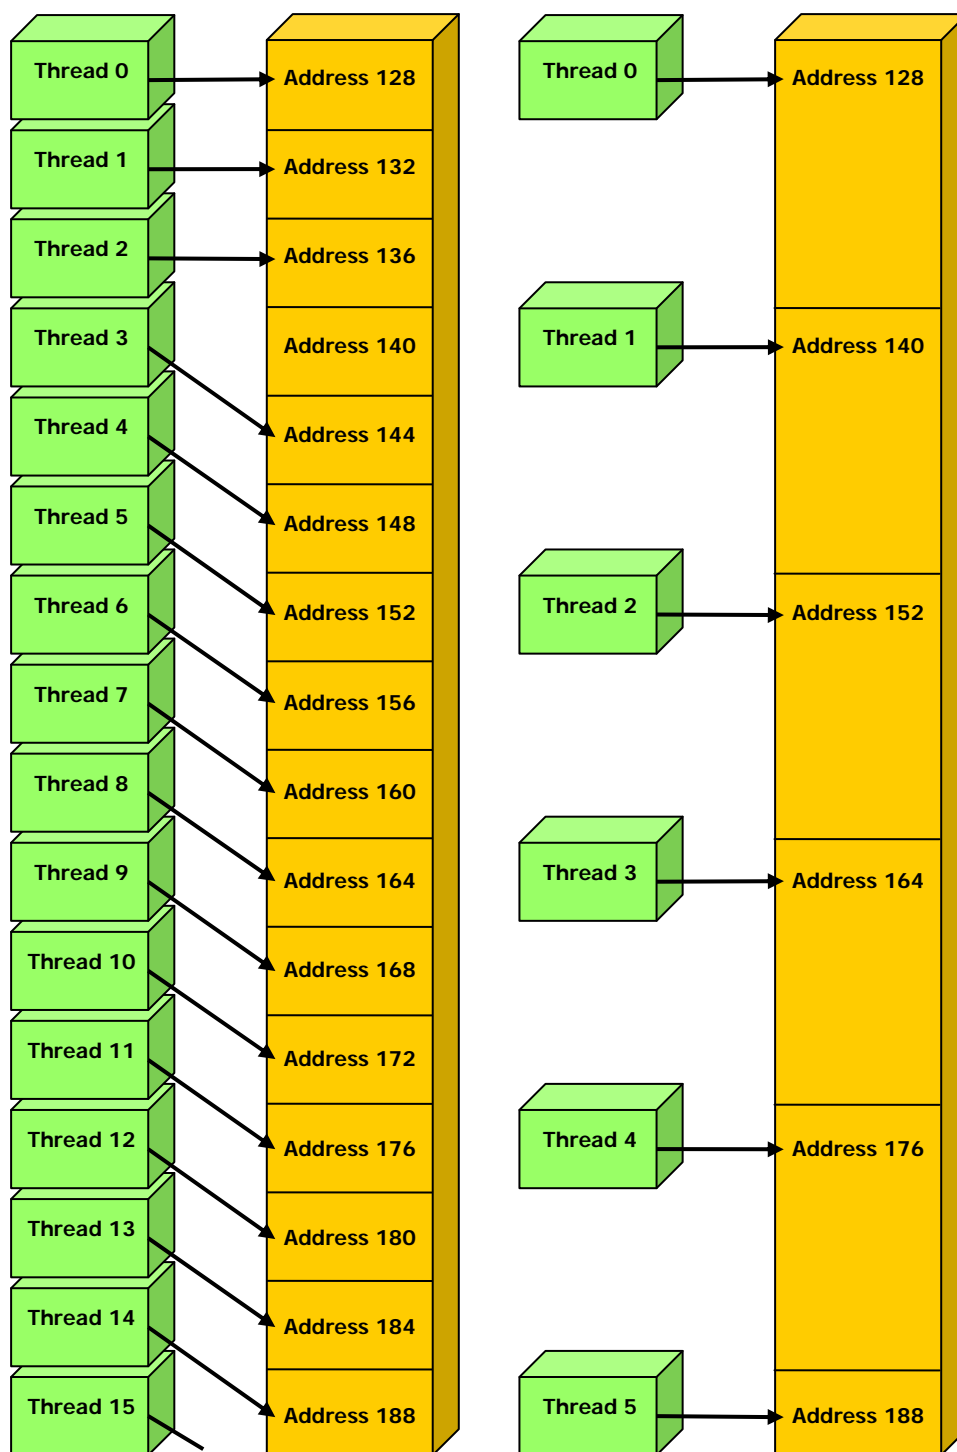 Thread 0
Address 128
Thread 1
Address 132
Thread 2
Address 136
Thread 3
Address 140
Thread 4
Address 144
Thread 5
Address 148
Thread 6
Address 152
Thread 7
Address 156
Thread 8
Address 160
Thread 9
Address 164
Thread 10
Address 168
Thread 11
Address 172
Thread 12
Address 176
Thread 13
Address 180
Thread 14
Address 184
Thread 15
Address 188
Thread 0
Address 128
Thread 1
Address 140
Thread 2
Address 152
Thread 3
Address 164
Thread 4
Address 176
Thread 5
Address 188